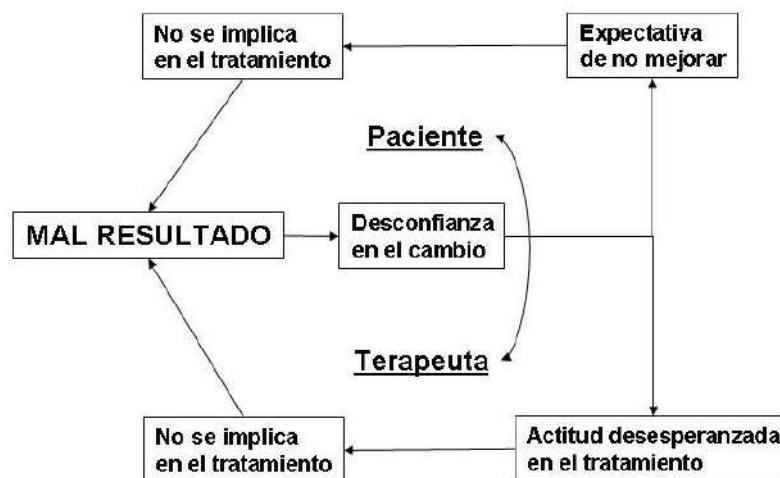 No se implica
en el tratamiento
Expectativa
de no mejorar
Paciente
MAL RESULTADO
Desconfianza
en el cambio
Terapeuta
No se implica
en el tratamiento
Actitud desesperanzada
en el tratamiento